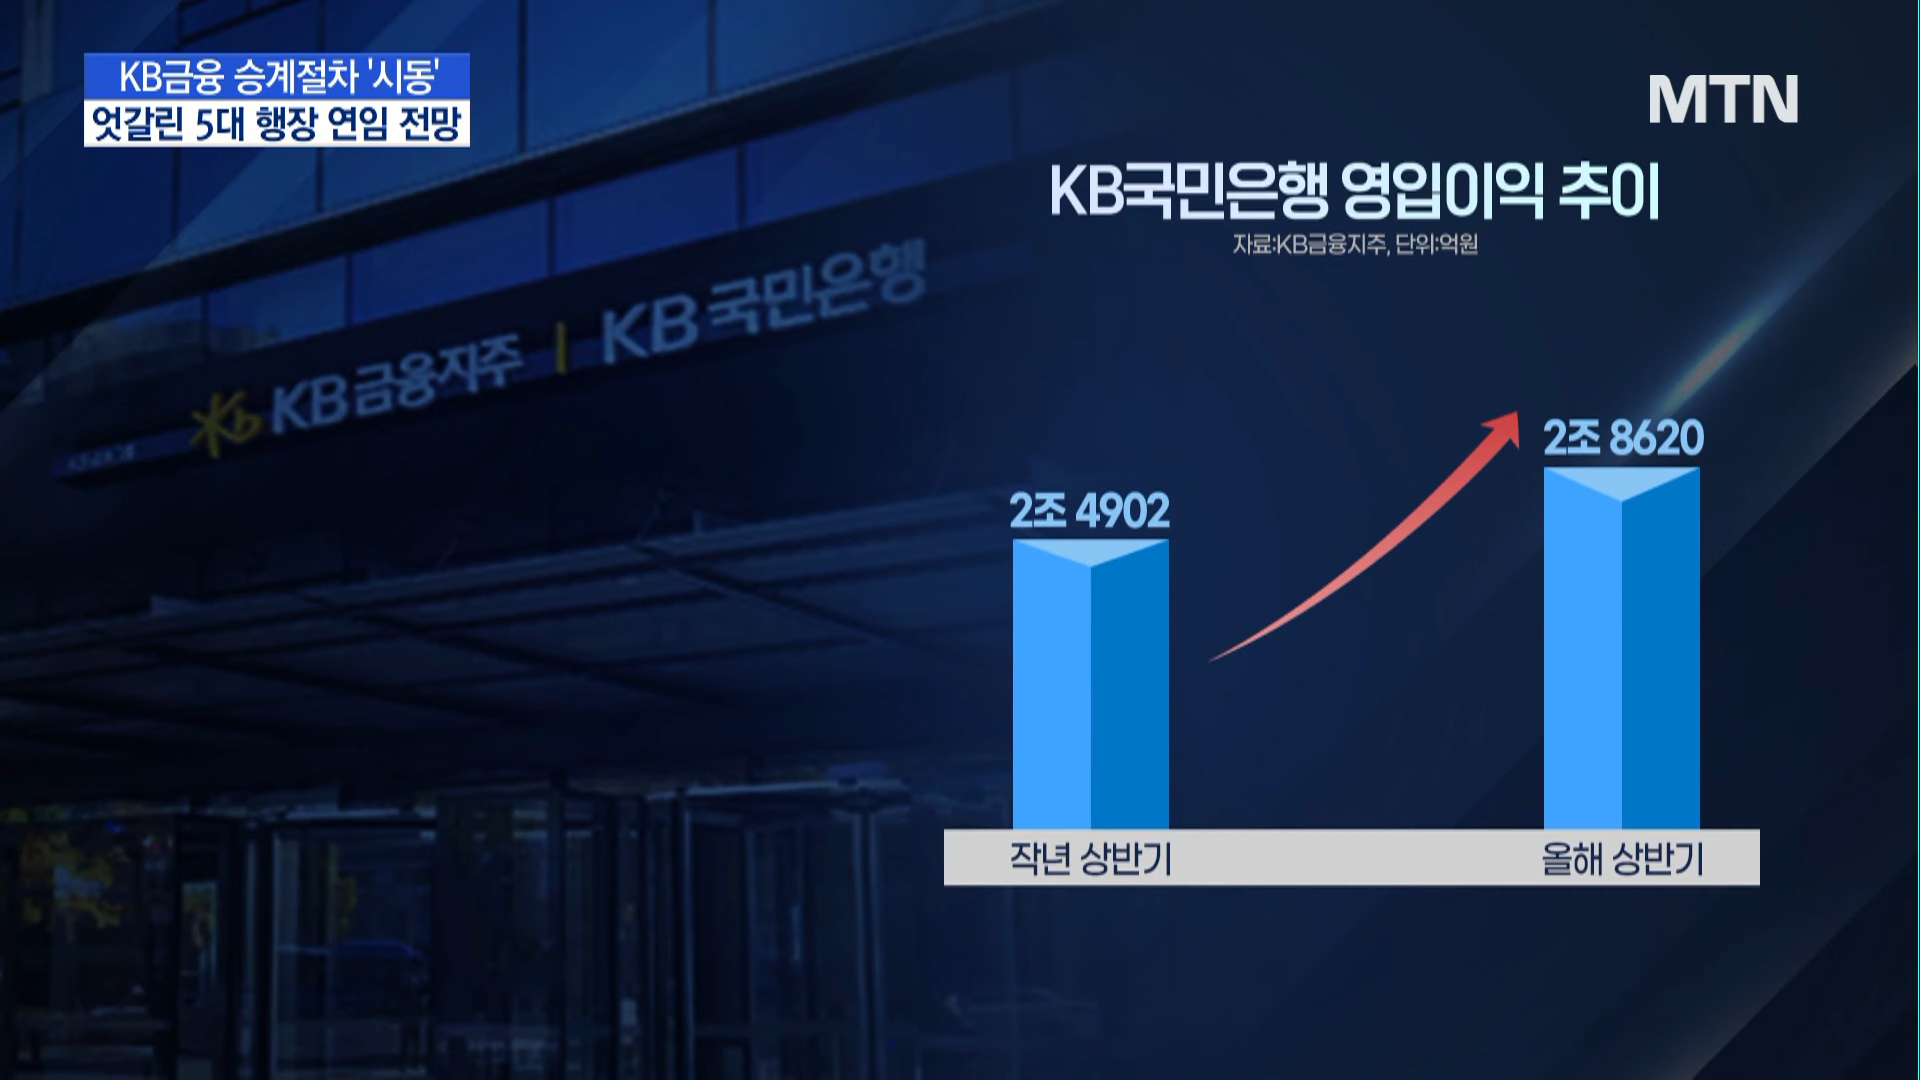 KB금융 승계절차 '시동'
엇갈린 5대 행장 연임 전망
MTN
KB국민은행 영입이익 추이
자료:KB금융지주, 단위:억원
KB금융지주 | KB국민은행
2조 4902
2조 8620
작년 상반기
올해 상반기